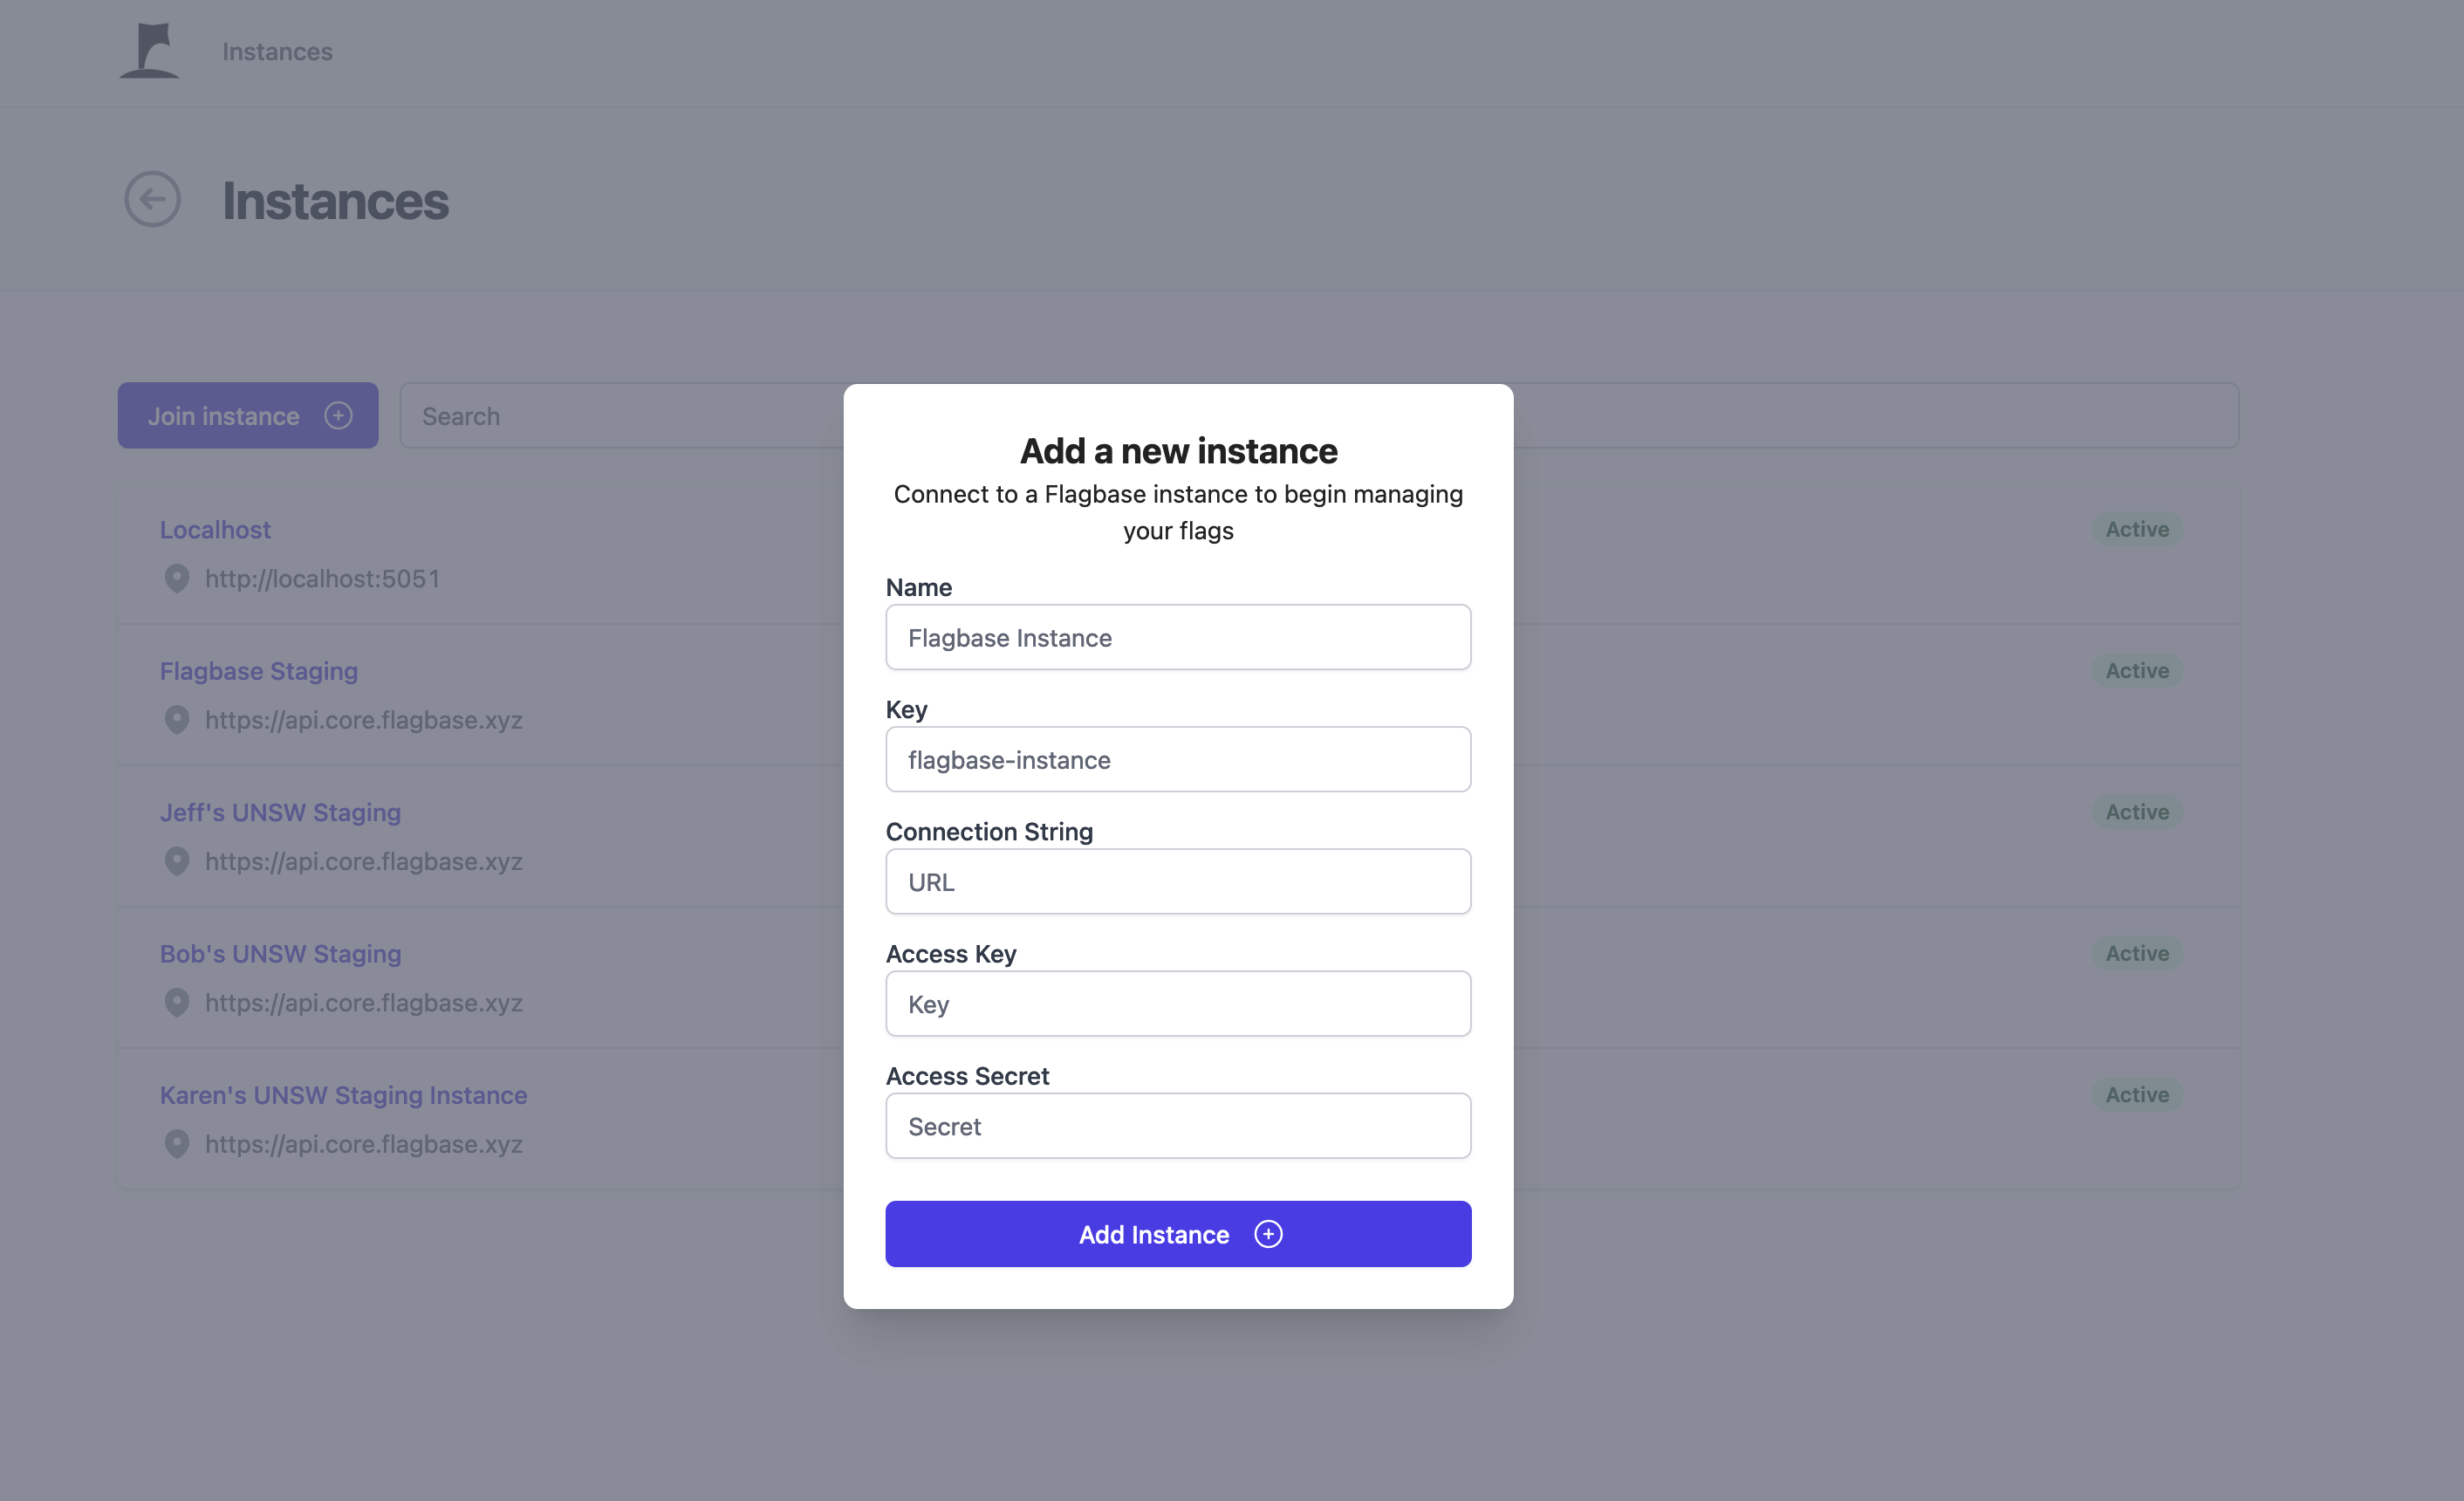 Instances
Instances
Join instance
Search
Localhost
Active
http://localhost:5051
Flagbase Staging
Active
https://api.core.flagbase.xyz
Jeff's UNSW Staging
Active
https://api.core.flagbase.xyz
Bob's UNSW Staging
Active
https://api.core.flagbase.xyz
Karen's UNSW Staging Instance
Active
https://api.core.flagbase.xyz
Add a new instance
Connect to a Flagbase instance to begin managing
your flags
Name
Flagbase Instance
Key
flagbase-instance
Connection String
URL
Access Key
Key
Access Secret
Secret
Add Instance